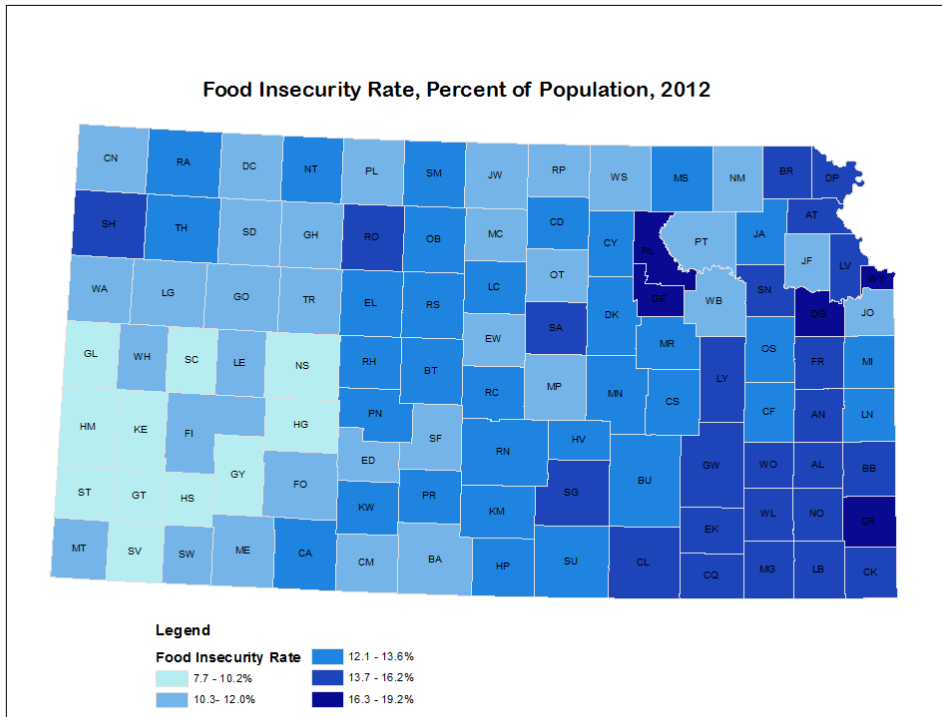 Food Insecurity Rate, Percent of Population, 2012
CN RA DC NT PL SM JW RP WS MS NM BR DP
SH TH SD GH RO OB MC CD CY RL PT JA AT
WA LG GO TR EL RS LC OT DK GE WB SN JF LV WY
GL WH SC LE NS RH BT EW SA MR OS DG JO
HM KE FI HG PN RC MP MN CS LY CF FR MI
ST GT HS GY FO ED SF RN HV BU GW AN LN
MT SV SW ME CA KW PR KM SG WO AL BB
CM BA HP SU CL EK WL NO CR
CQ MG LB CK
Legend
Food Insecurity Rate
7.7 - 10.2%
10.3- 12.0%
12.1 - 13.6%
13.7 - 16.2%
16.3 - 19.2%